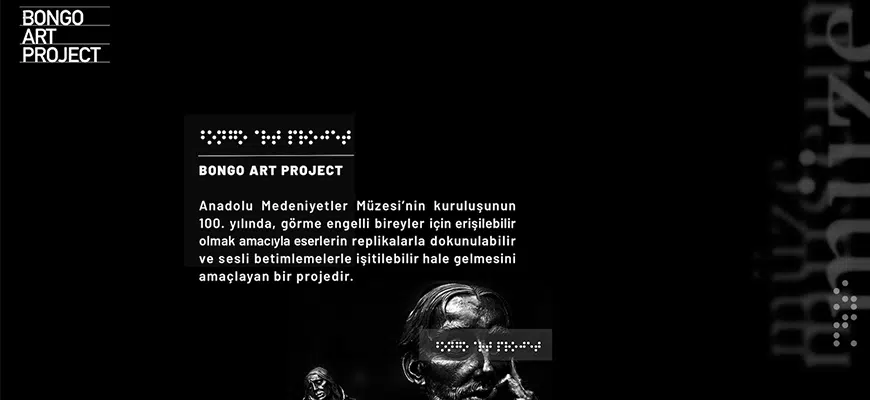 BONGO
ART
PROJECT
BONGO ART PROJECT
Anadolu Medeniyetler Müzesi’nin kuruluşunun
100. yılında, görme engelli bireyler için erişilebilir
olmak amacıyla eserlerin replikalarla dokunulabilir
ve sesli betimlemelerle işitilebilir hale gelmesini
amaçlayan bir projedir.
müze
müze